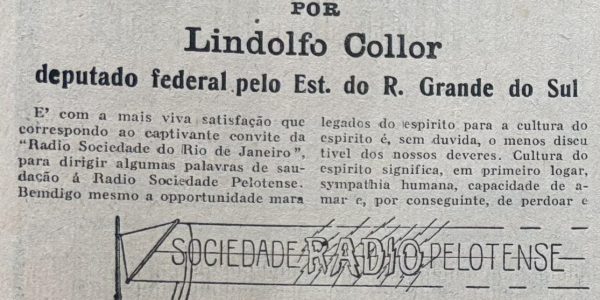 POR
Lindolfo Collor
deputado federal pelo Est. do R. Grande do Sul
E' com a mais viva satisfação que
correspondo ao captivante convite da
"Radio Sociedade do Rio de Janeiro",
para dirigir algumas palavras de sau-
dação á Radio Sociedade Pelotense.
Bemdigo mesmo a opportunidade mara
legados do espirito para a cultura do
espirito é, sem duvida, o menos discu
tivel dos nossos deveres. Cultura do
espirito significa, em primeiro logar,
sympathia humana, capacidade de a-
mar e, por conseguinte, de perdoar e
SOCIEDADE RADIO PELOTENSE